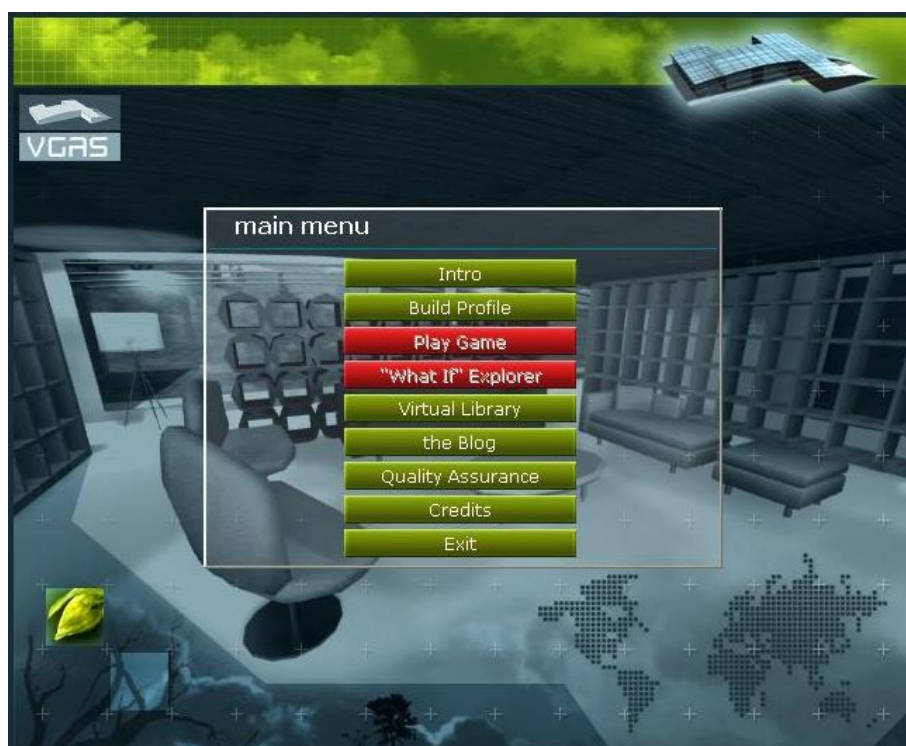 VGAS
main menu
Intro
Build Profile
Play Game
"What If" Explorer
Virtual Library
the Blog
Quality Assurance
Credits
Exit